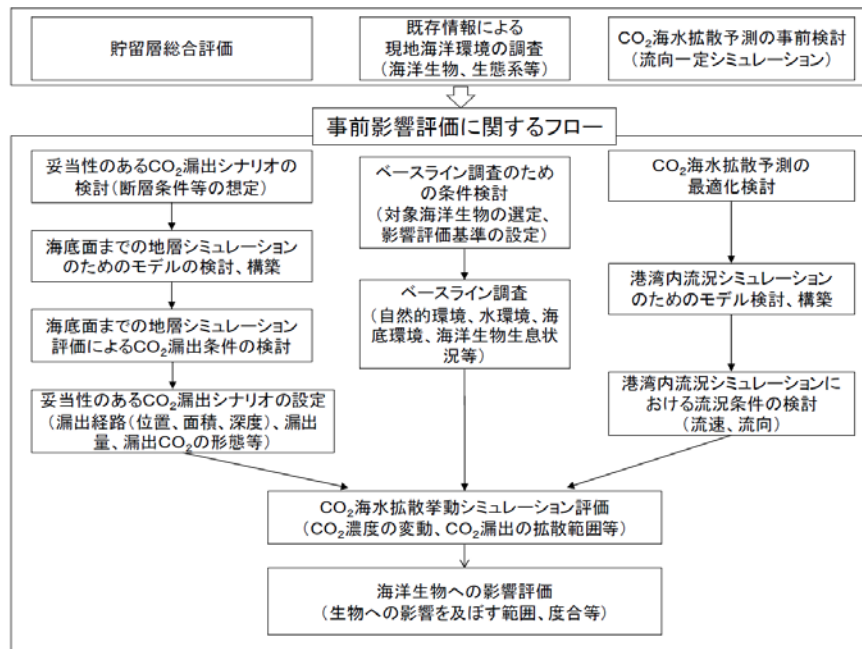 貯留層総合評価
既存情報による
現地海洋環境の調査
(海洋生物、生態系等)
CO₂海水拡散予測の事前検討
(流向一定シミュレーション)
事前影響評価に関するフロー
妥当性のあるCO₂漏出シナリオの
検討(断層条件等の想定)
海底面までの地層シミュレーション
のためのモデルの検討、構築
海底面までの地層シミュレーション
評価によるCO₂漏出条件の検討
妥当性のあるCO₂漏出シナリオの設定
(漏出経路(位置、面積、深度)、漏出
量、漏出CO₂の形態等)
ベースライン調査のため
の条件検討
(対象海洋生物の選定、
影響評価基準の設定)
ベースライン調査
(自然的環境、水環境、海
底環境、海洋生物生息状
況等)
CO₂海水拡散予測の
最適化検討
港湾内流況シミュレーション
のためのモデル検討、構築
港湾内流況シミュレーションに
おける流況条件の検討
(流速、流向)
CO₂海水拡散挙動シミュレーション評価
(CO₂濃度の変動、CO₂漏出の拡散範囲等)
海洋生物への影響評価
(生物への影響を及ぼす範囲、度合等)